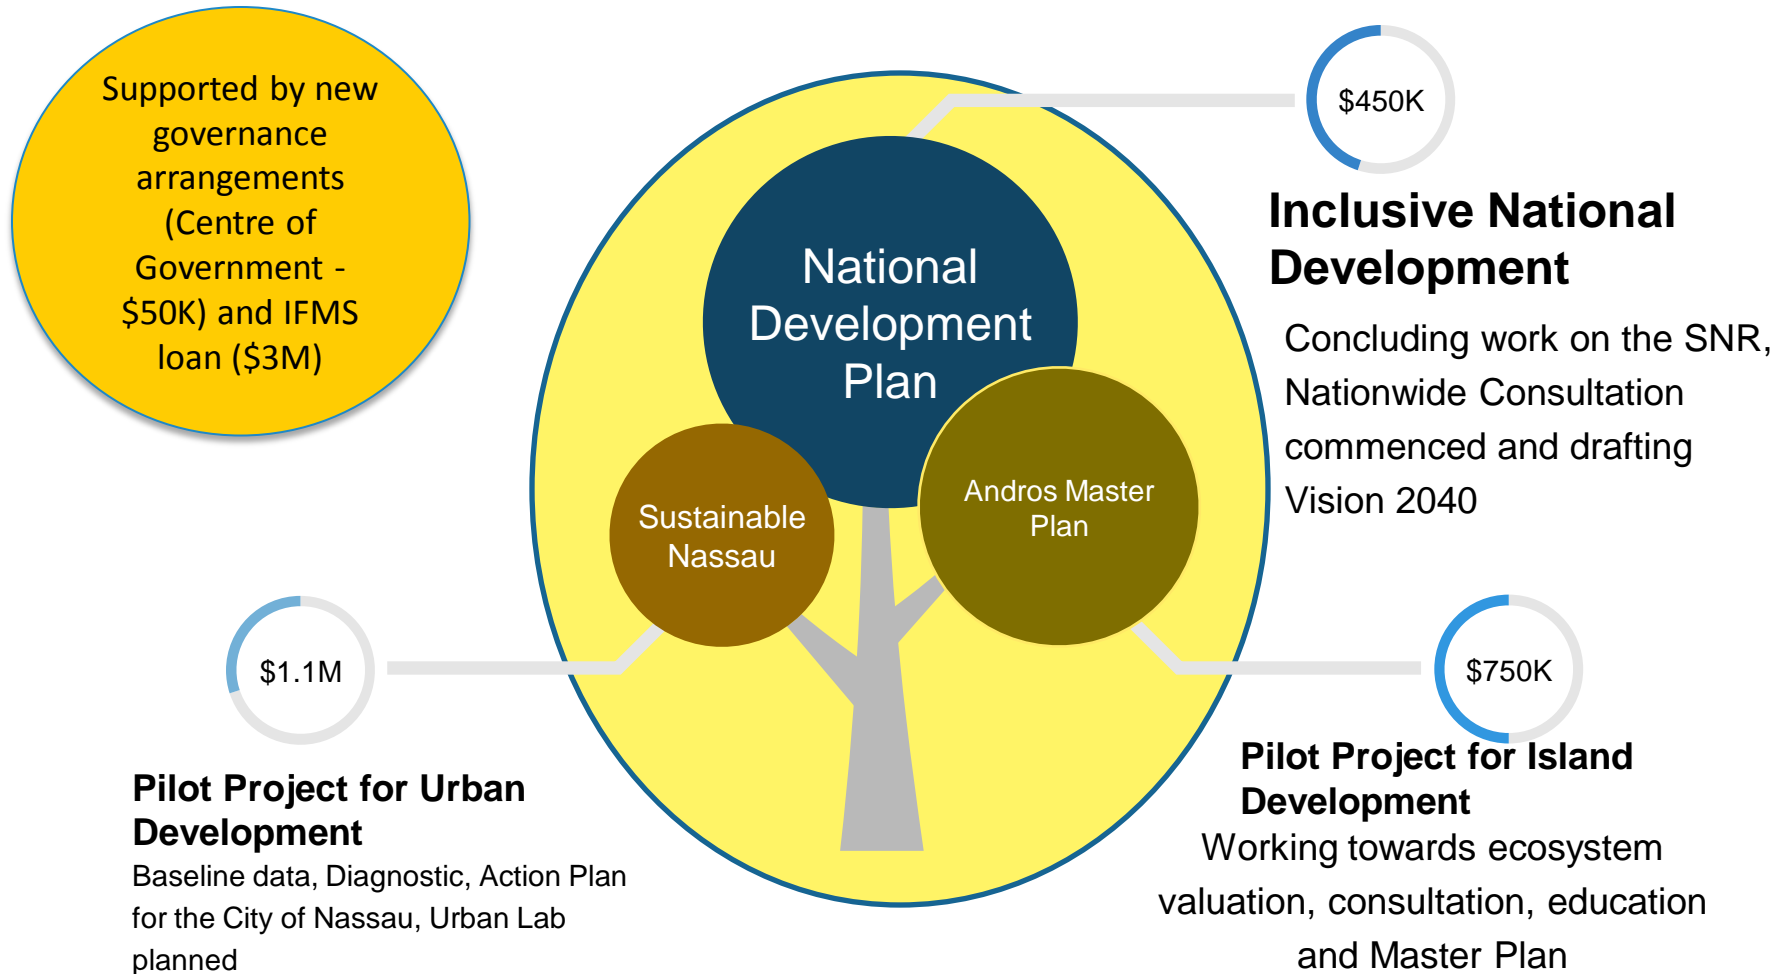 Supported by new
governance
arrangements
(Centre of
Government -
$50K) and IFMS
loan ($3M)
$450K
Inclusive National
Development
Concluding work on the SNR,
Nationwide Consultation
commenced and drafting
Vision 2040
National
Development
Plan
Sustainable
Nassau
Andros Master
Plan
$1.1M
Pilot Project for Urban
Development
Baseline data, Diagnostic, Action Plan
for the City of Nassau, Urban Lab
planned
$750K
Pilot Project for Island
Development
Working towards ecosystem
valuation, consultation, education
and Master Plan